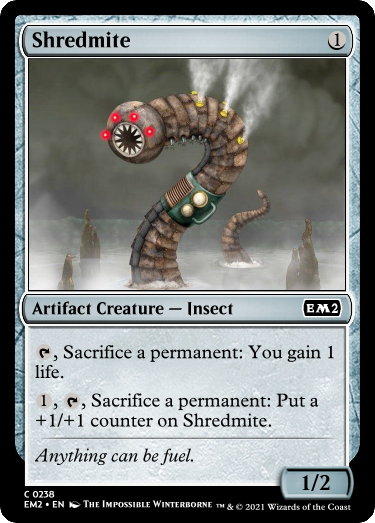 Shredmite 1
Artifact Creature — Insect EM2
, Sacrifice a permanent: You gain 1
life.
1, , Sacrifice a permanent: Put a
+1/+1 counter on Shredmite.
Anything can be fuel.
1/2
C 0238
EM2 • EN The Impossible Winterborne ™ & © 2021 Wizards of the Coast